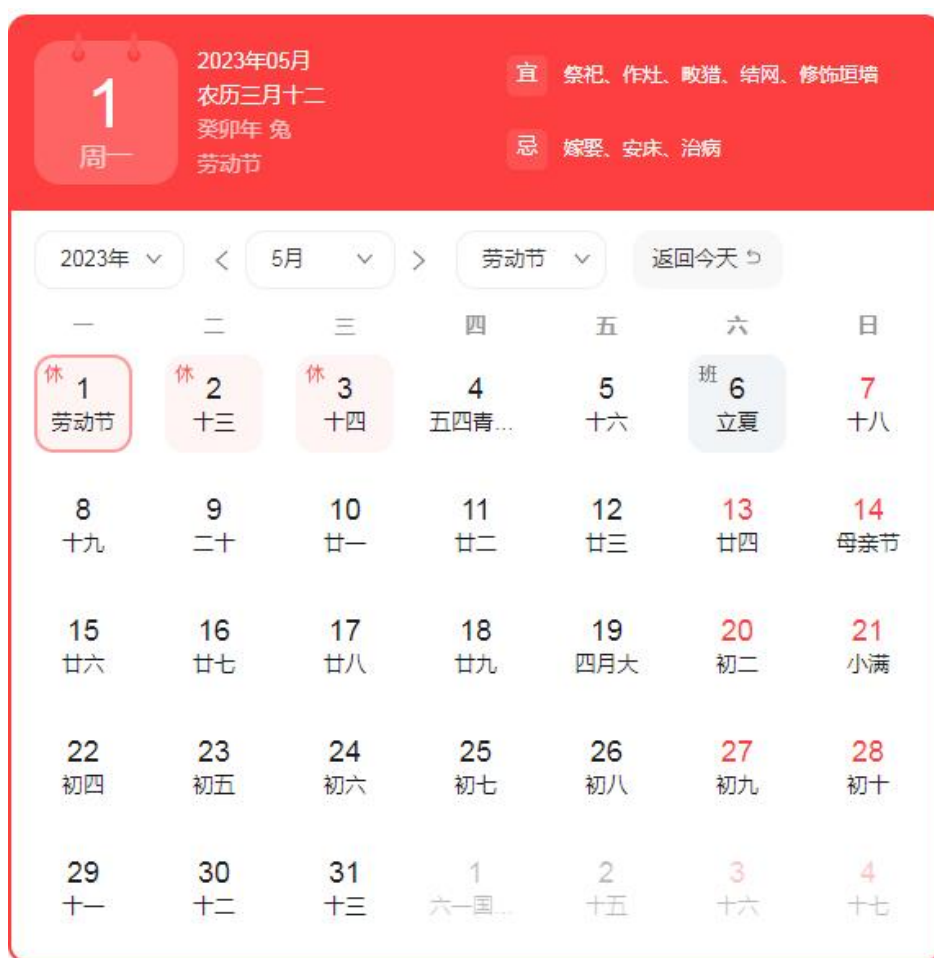 1
周一
2023年05月
农历三月十二
癸卯年 兔
劳动节
宜 祭祀、作灶、畋猎、结网、修饰垣墙
忌 嫁娶、安床、治病
2023年 < 5月 > 劳动节 返回今天
一 二 三 四 五 六 日
休 1 休 2 休 3 4 5 班 6 7
劳动节 十三 十四 五四青... 十六 立夏 十八
8 9 10 11 12 13 14
十九 二十 廿一 廿二 廿三 廿四 母亲节
15 16 17 18 19 20 21
廿六 廿七 廿八 廿九 四月大 初二 小满
22 23 24 25 26 27 28
初四 初五 初六 初七 初八 初九 初十
29 30 31 1 2 3 4
十一 十二 十三 六一国... 十五 十六 十七